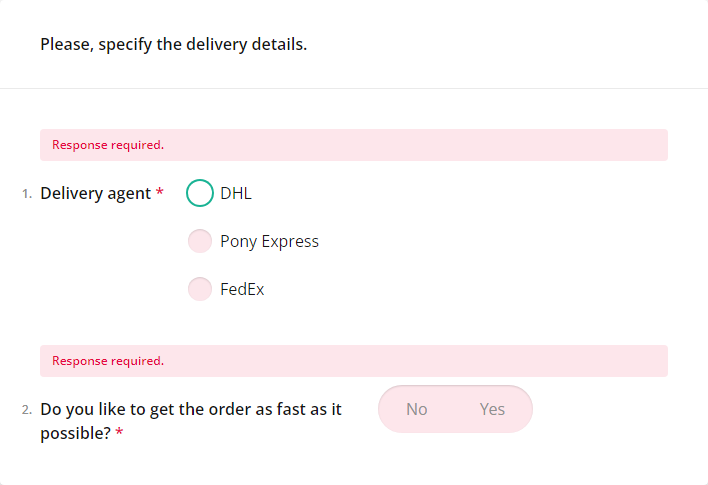 Please, specify the delivery details.
Response required.
1. Delivery agent * DHL
Pony Express
FedEx
Response required.
2. Do you like to get the order as fast as it No Yes
possible? *